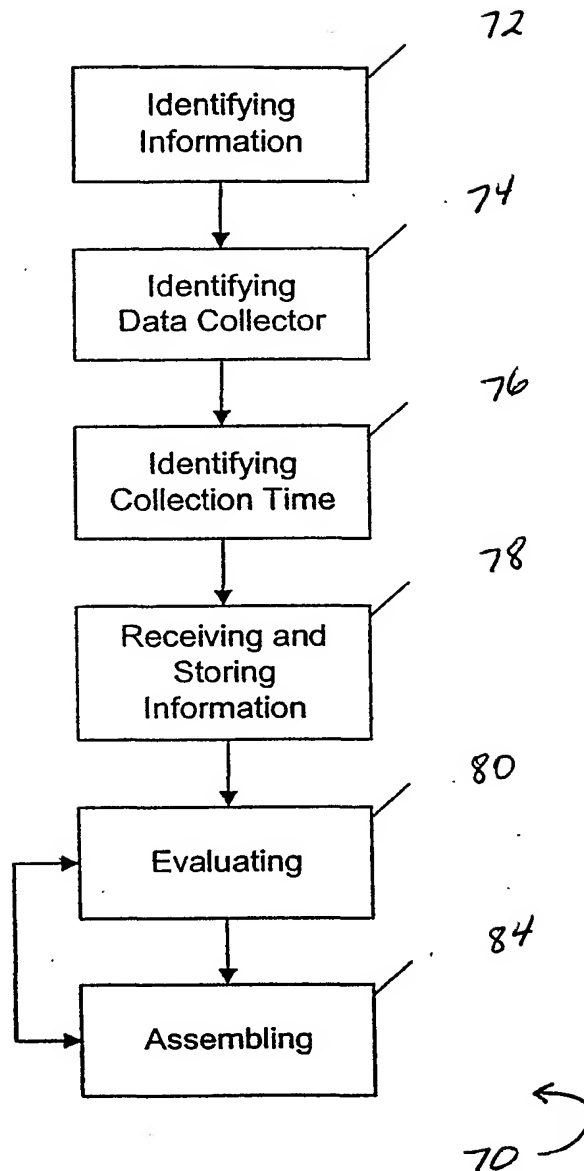 72
Identifying
Information
74
Identifying
Data Collector
76
Identifying
Collection Time
78
Receiving and
Storing
Information
80
Evaluating
84
Assembling
70